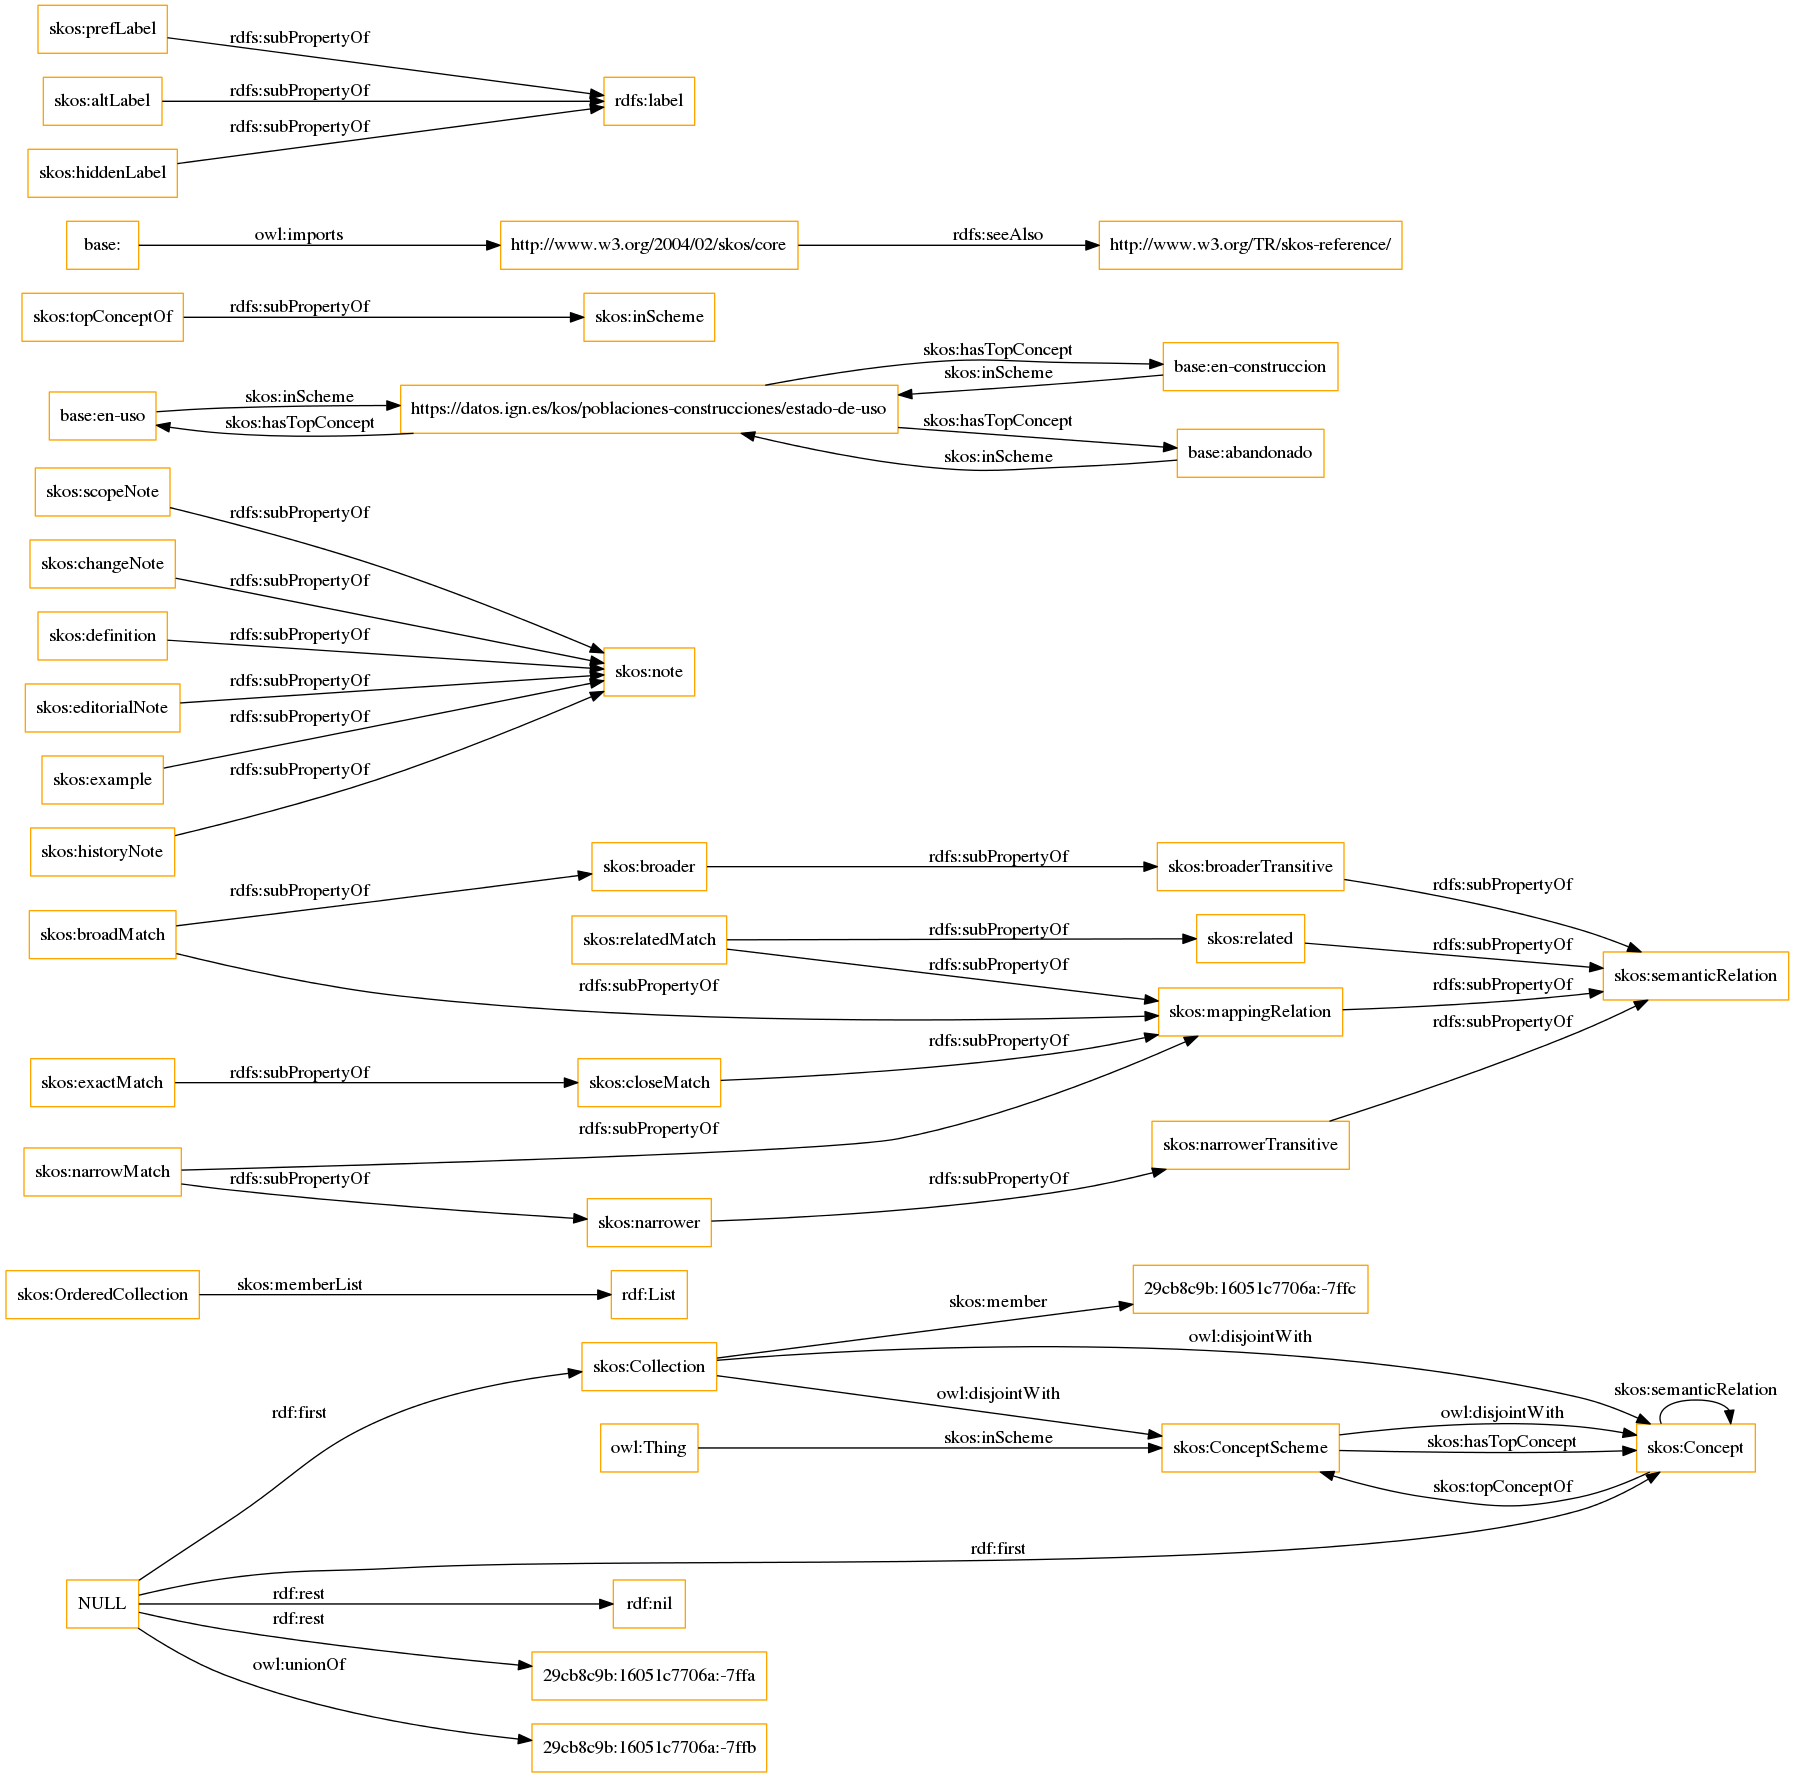 skos:prefLabel
rdfs:subPropertyOf
skos:altLabel
rdfs:subPropertyOf
rdfs:label
rdfs:subPropertyOf
skos:hiddenLabel
base:
owl:imports
http://www.w3.org/2004/02/skos/core
rdfs:seeAlso
http://www.w3.org/TR/skos-reference/
skos:topConceptOf
rdfs:subPropertyOf
skos:inScheme
skos:hasTopConcept
base:en-construccion
skos:inScheme
base:en-uso
skos:inScheme
https://datos.ign.es/kos/poblaciones-construcciones/estado-de-uso
skos:hasTopConcept
skos:hasTopConcept
skos:inScheme
base:abandonado
skos:scopeNote
rdfs:subPropertyOf
skos:changeNote
rdfs:subPropertyOf
skos:definition
rdfs:subPropertyOf
skos:note
skos:editorialNote
rdfs:subPropertyOf
rdfs:subPropertyOf
skos:example
rdfs:subPropertyOf
skos:historyNote
skos:broader
rdfs:subPropertyOf
skos:broaderTransitive
rdfs:subPropertyOf
rdfs:subPropertyOf
skos:broadMatch
skos:relatedMatch
rdfs:subPropertyOf
skos:related
rdfs:subPropertyOf
rdfs:subPropertyOf
skos:semanticRelation
rdfs:subPropertyOf
rdfs:subPropertyOf
skos:mappingRelation
rdfs:subPropertyOf
rdfs:subPropertyOf
skos:exactMatch
rdfs:subPropertyOf
skos:closeMatch
rdfs:subPropertyOf
skos:narrowerTransitive
skos:narrowMatch
rdfs:subPropertyOf
rdfs:subPropertyOf
skos:narrower
skos:OrderedCollection
skos:memberList
rdf:List
skos:member
29cb8c9b:16051c7706a:-7ffc
owl:disjointWith
skos:Collection
owl:disjointWith
skos:semanticRelation
rdf:first
owl:disjointWith
owl:Thing
skos:inScheme
skos:ConceptScheme
skos:hasTopConcept
skos:Concept
skos:topConceptOf
rdf:first
NULL
rdf:rest
rdf:nil
rdf:rest
owl:unionOf
29cb8c9b:16051c7706a:-7ffa
29cb8c9b:16051c7706a:-7ffb